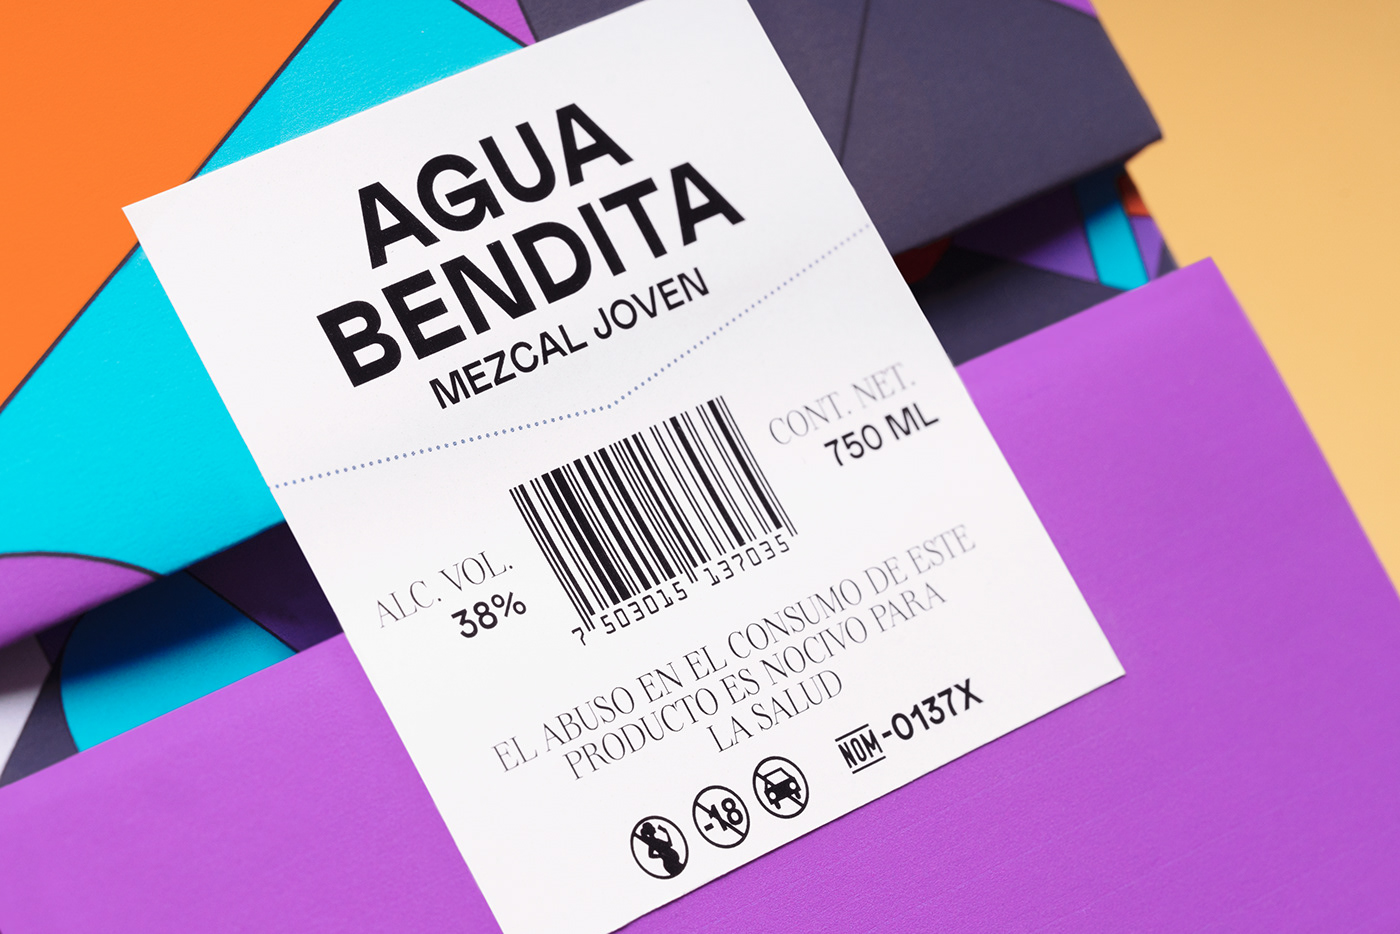 AGUA
BENDITA
MEZCAL JOVEN
CONT. NET.
750 ML
ALC. VOL.
38%
7 503015 137035
EL ABUSO EN EL CONSUMO DE ESTE
PRODUCTO ES NOCIVO PARA
LA SALUD
NOM-0137X
-18